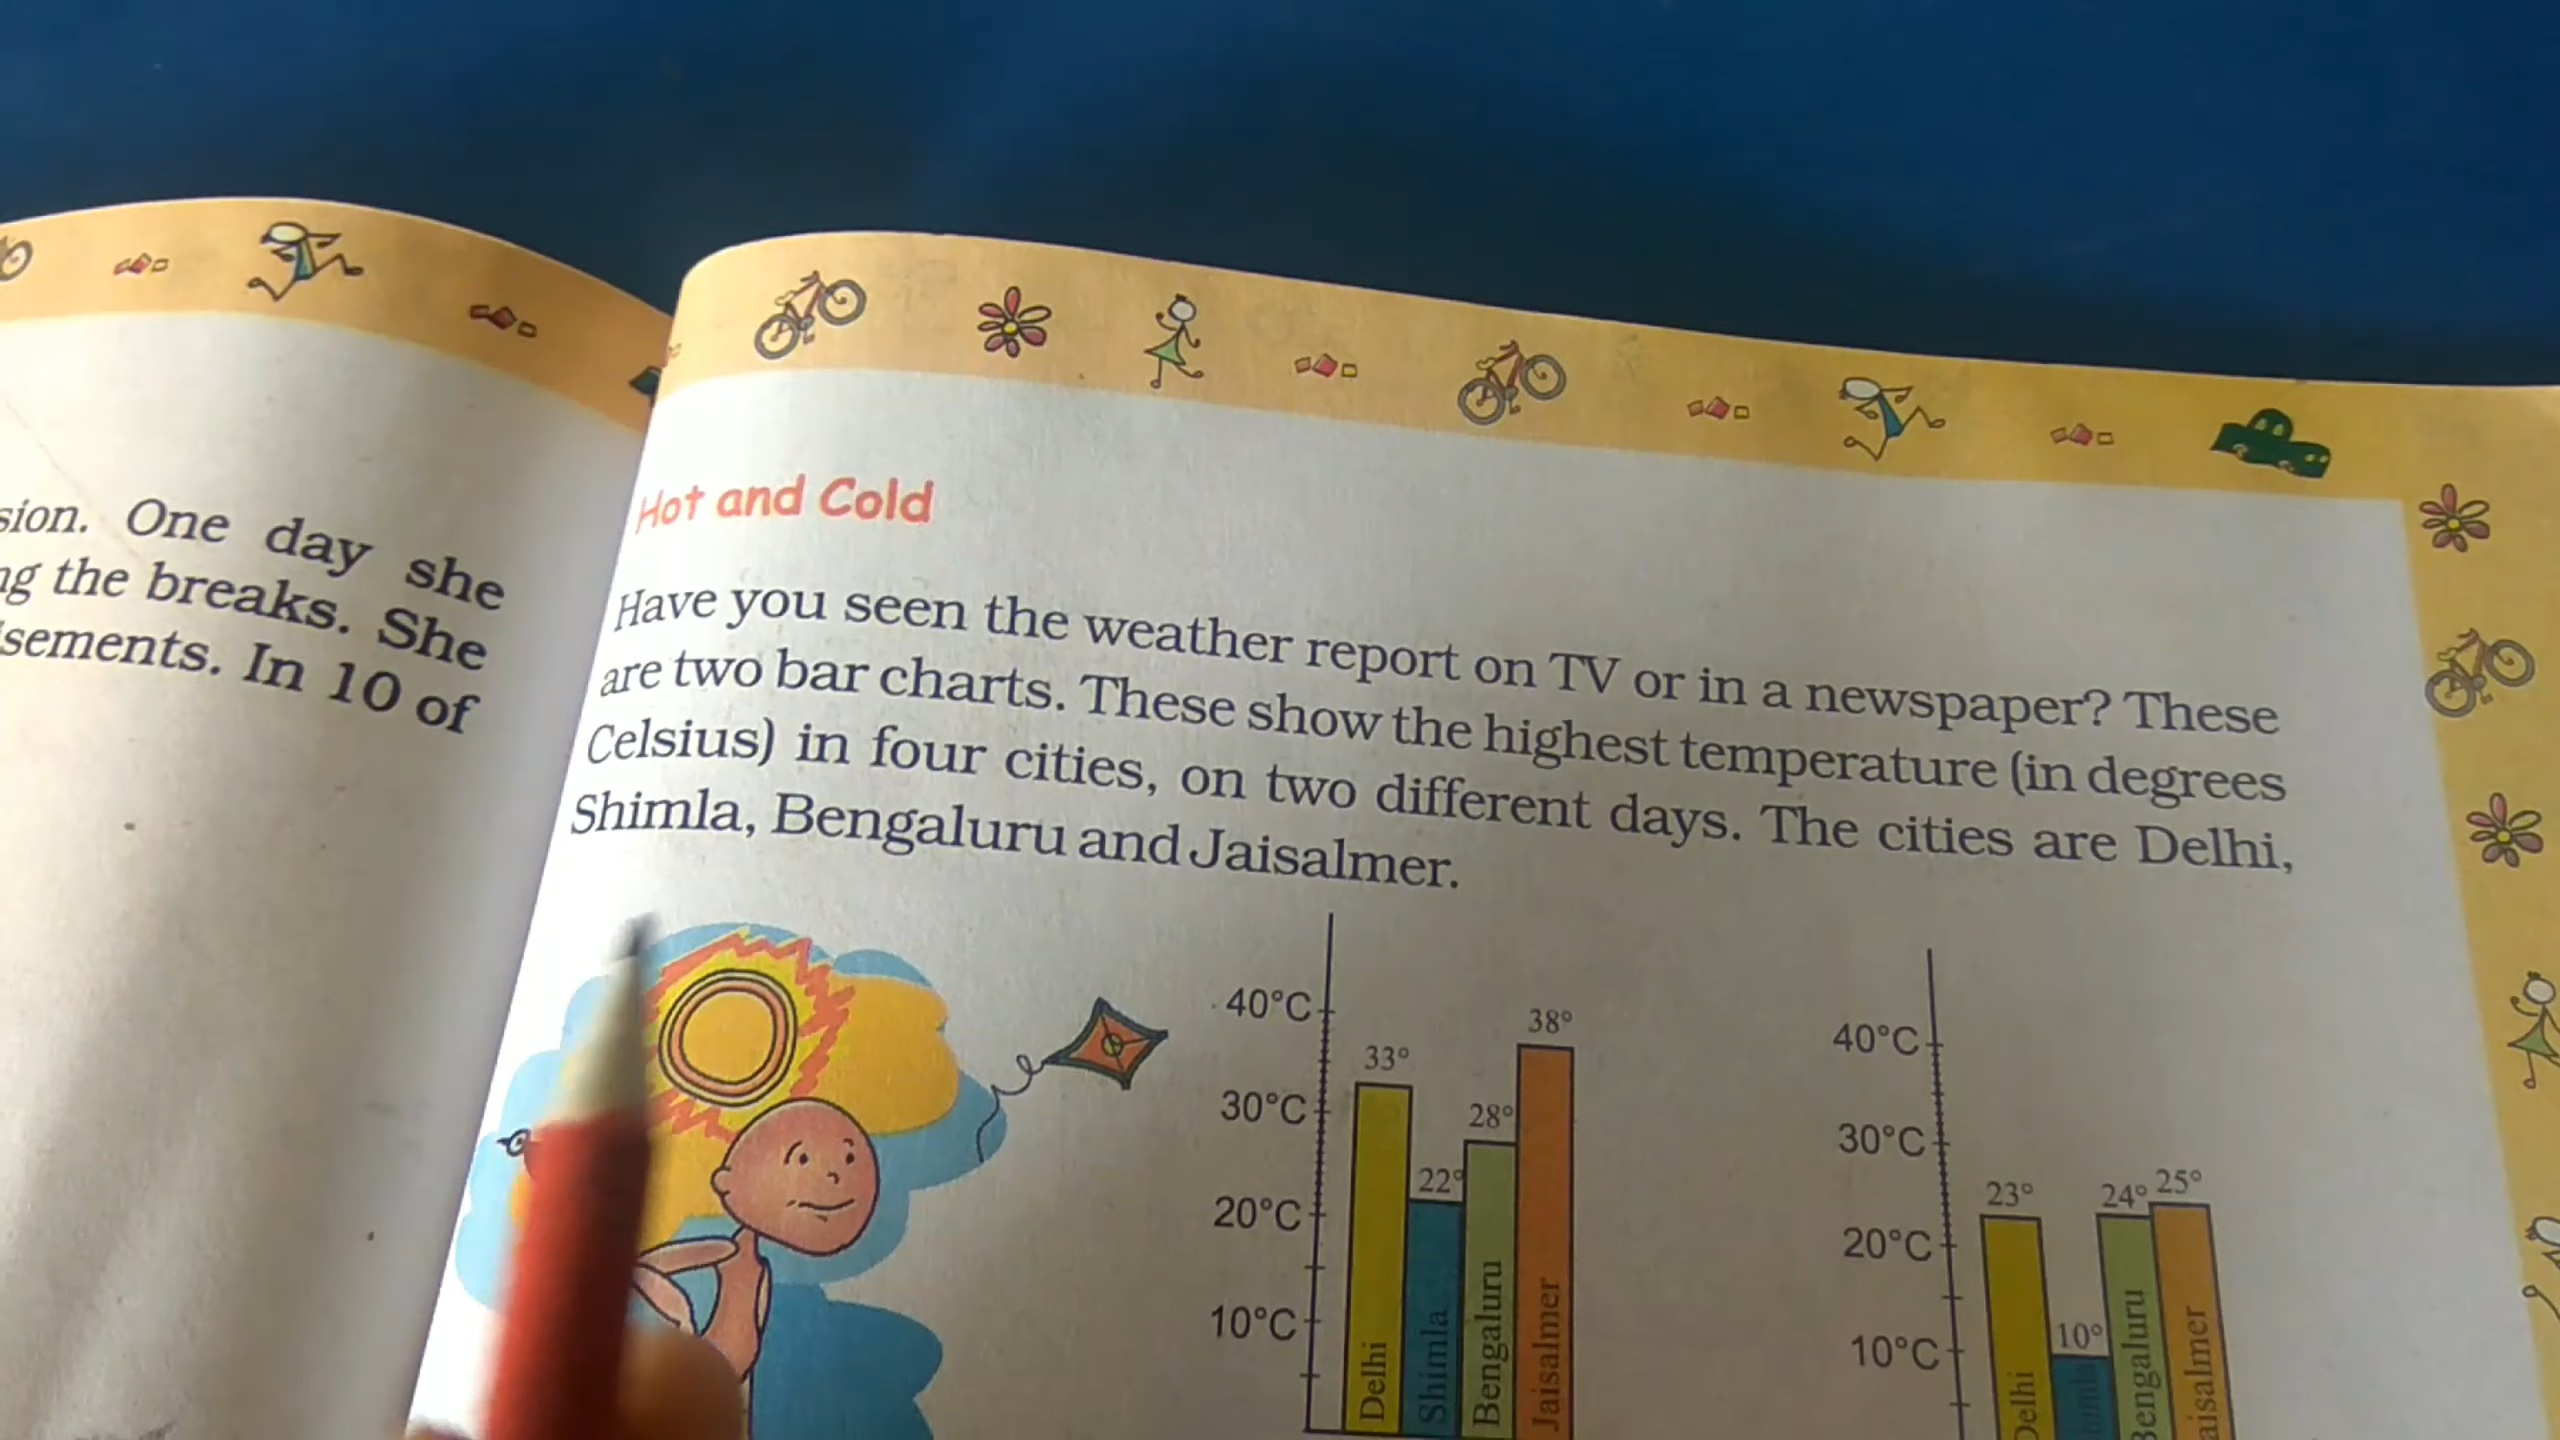 sion. One day she
ng the breaks. She
sements. In 10 of
Hot and Cold
Have you seen the weather report on TV or in a newspaper? These
are two bar charts. These show the highest temperature (in degrees
Celsius) in four cities, on two different days. The cities are Delhi,
Shimla, Bengaluru and Jaisalmer.
40°C
30°C
20°C
10°C
33°
22°
28°
38°
Delhi
Shimla
Bengaluru
Jaisalmer
40°C
30°C
20°C
10°C
23°
10°
24°
25°
Delhi
Bengaluru
aisalmer